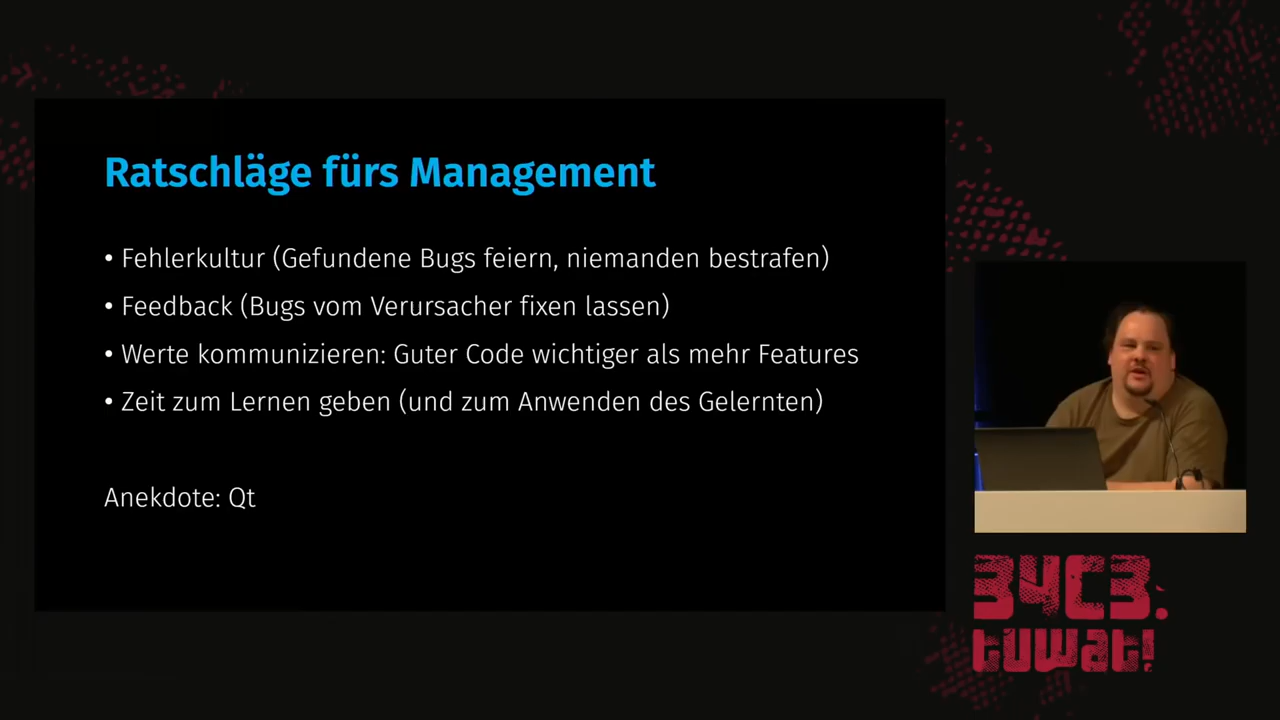 Ratschläge fürs Management
• Fehlerkultur (Gefundene Bugs feiern, niemanden bestrafen)
• Feedback (Bugs vom Verursacher fixen lassen)
• Werte kommunizieren: Guter Code wichtiger als mehr Features
• Zeit zum Lernen geben (und zum Anwenden des Gelernten)
Anekdote: Qt
34C3.
tuwat!